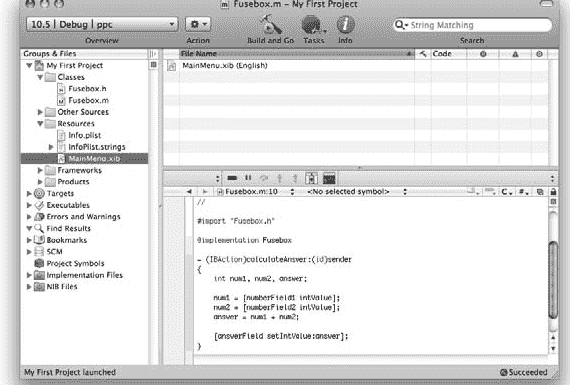 Fusebox.m – My First Project
10.5 | Debug | ppc
String Matching
Overview
Action
Build and Go
Tasks
Info
Search
Groups & Files
My First Project
Classes
Fusebox.h
Fusebox.m
Other Sources
Resources
Info.plist
InfoPlist.strings
MainMenu.xib
Frameworks
Products
Targets
Executables
Errors and Warnings
Find Results
Bookmarks
SCM
Project Symbols
Implementation Files
NIB Files
File Name
Code
MainMenu.xib (English)
Fusebox.m:10
<No selected symbol>
C
#
//
#import "Fusebox.h"
@implementation Fusebox
- (IBAction)calculateAnswer:(id)sender
{
int num1, num2, answer;
num1 = [numberField1 intValue];
num2 = [numberField2 intValue];
answer = num1 + num2;
[answerField setIntValue:answer];
}
My First Project launched
Succeeded